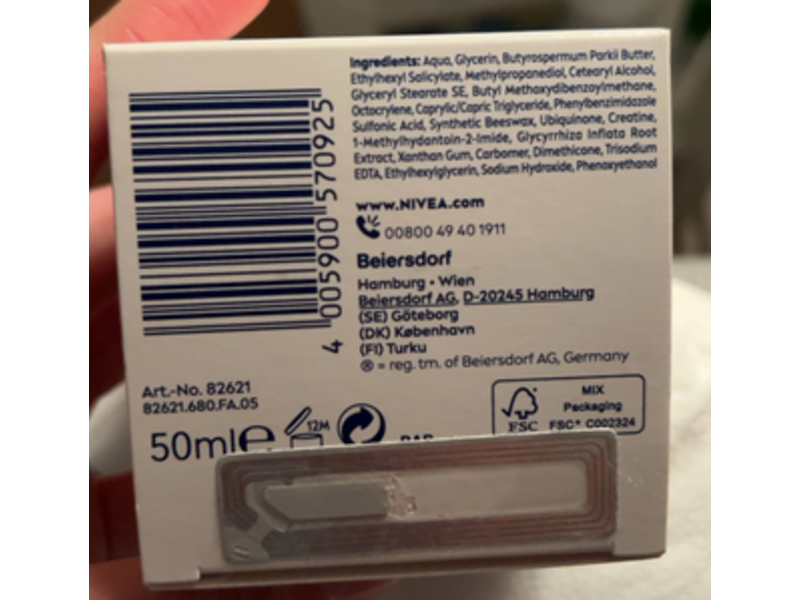 Ingredients: Aqua, Glycerin, Butyrospermum Parkii Butter,
Ethylhexyl Salicylate, Methylpropanediol, Cetearyl Alcohol,
Glyceryl Stearate SE, Butyl Methoxydibenzoylmethane,
Octocrylene, Caprylic/Capric Triglyceride, Phenylbenzimidazole
Sulfonic Acid, Synthetic Beeswax, Ubiquinone, Creatine,
1-Methylhydantoin-2-Imide, Glycyrrhiza Inflata Root
Extract, Xanthan Gum, Carbomer, Dimethicone, Trisodium
EDTA, Ethylhexylglycerin, Sodium Hydroxide, Phenoxyethanol
www.NIVEA.com
00800 49 40 1911
Beiersdorf
Hamburg • Wien
Beiersdorf AG, D-20245 Hamburg
(SE) Göteborg
(DK) København
(FI) Turku
® = reg. tm. of Beiersdorf AG, Germany
4 005900 570925
Art.-No. 82621
82621.680.FA.05
50ml e
12M
PAP
MIX
Packaging
FSC
FSC® C002324